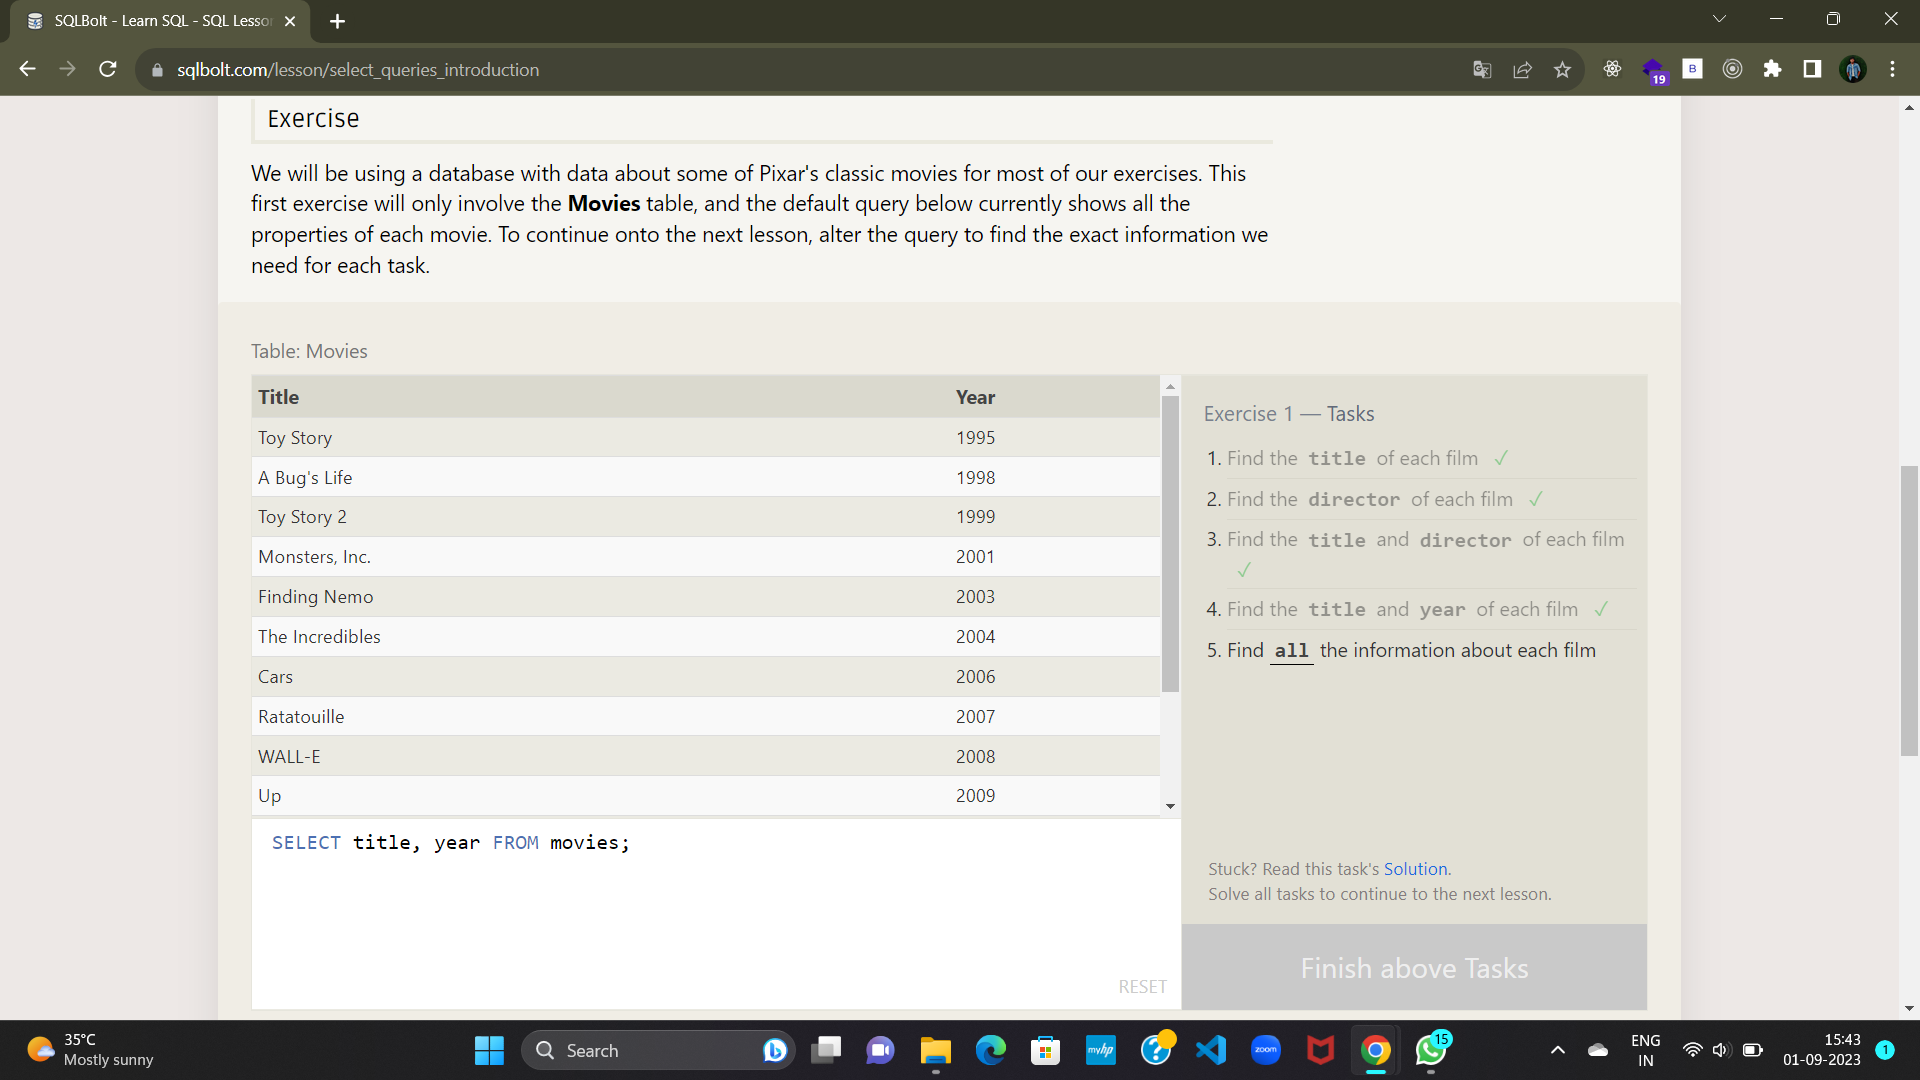 SQLBolt - Learn SQL - SQL Lesson
sqlbolt.com/lesson/select_queries_introduction
19
B
Exercise
We will be using a database with data about some of Pixar's classic movies for most of our exercises. This
first exercise will only involve the Movies table, and the default query below currently shows all the
properties of each movie. To continue onto the next lesson, alter the query to find the exact information we
need for each task.
Table: Movies
Title Year
Toy Story 1995
A Bug's Life 1998
Toy Story 2 1999
Monsters, Inc. 2001
Finding Nemo 2003
The Incredibles 2004
Cars 2006
Ratatouille 2007
WALL-E 2008
Up 2009
SELECT title, year FROM movies;
RESET
Exercise 1 — Tasks
1. Find the title of each film ✓
2. Find the director of each film ✓
3. Find the title and director of each film
✓
4. Find the title and year of each film ✓
5. Find all the information about each film
Stuck? Read this task's Solution.
Solve all tasks to continue to the next lesson.
Finish above Tasks
35°C
Mostly sunny
Search
myhp
zoom
15
ENG
IN
15:43
01-09-2023
1